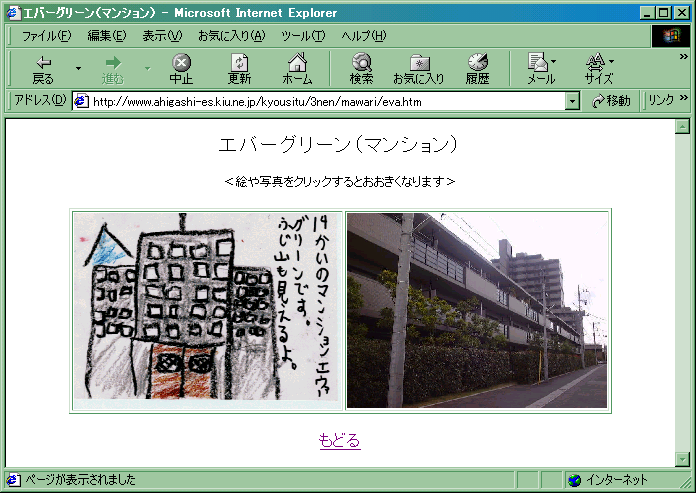 エバーグリーン(マンション) - Microsoft Internet Explorer
ファイル(F) 編集(E) 表示(V) お気に入り(A) ツール(T) ヘルプ(H)
戻る 進む 中止 更新 ホーム 検索 お気に入り 履歴 メール サイズ
アドレス(D) http://www.ahigashi-es.kiu.ne.jp/kyousitu/3nen/mawari/eva.htm 移動 リンク
エバーグリーン(マンション)
<絵や写真をクリックするとおおきくなります>
19かいのマンションエヴァ
グリーンです。
ふじ山も見えるよ。
もどる
ページが表示されました インターネット